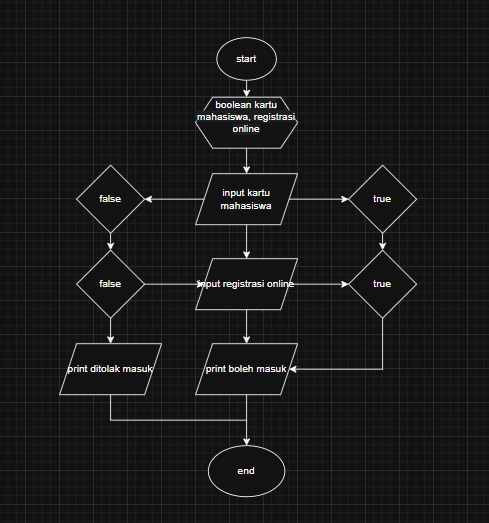 start
boolean kartu
mahasiswa, registrasi
online
false
input kartu
mahasiswa
true
false
input registrasi online
true
print ditolak masuk
print boleh masuk
end